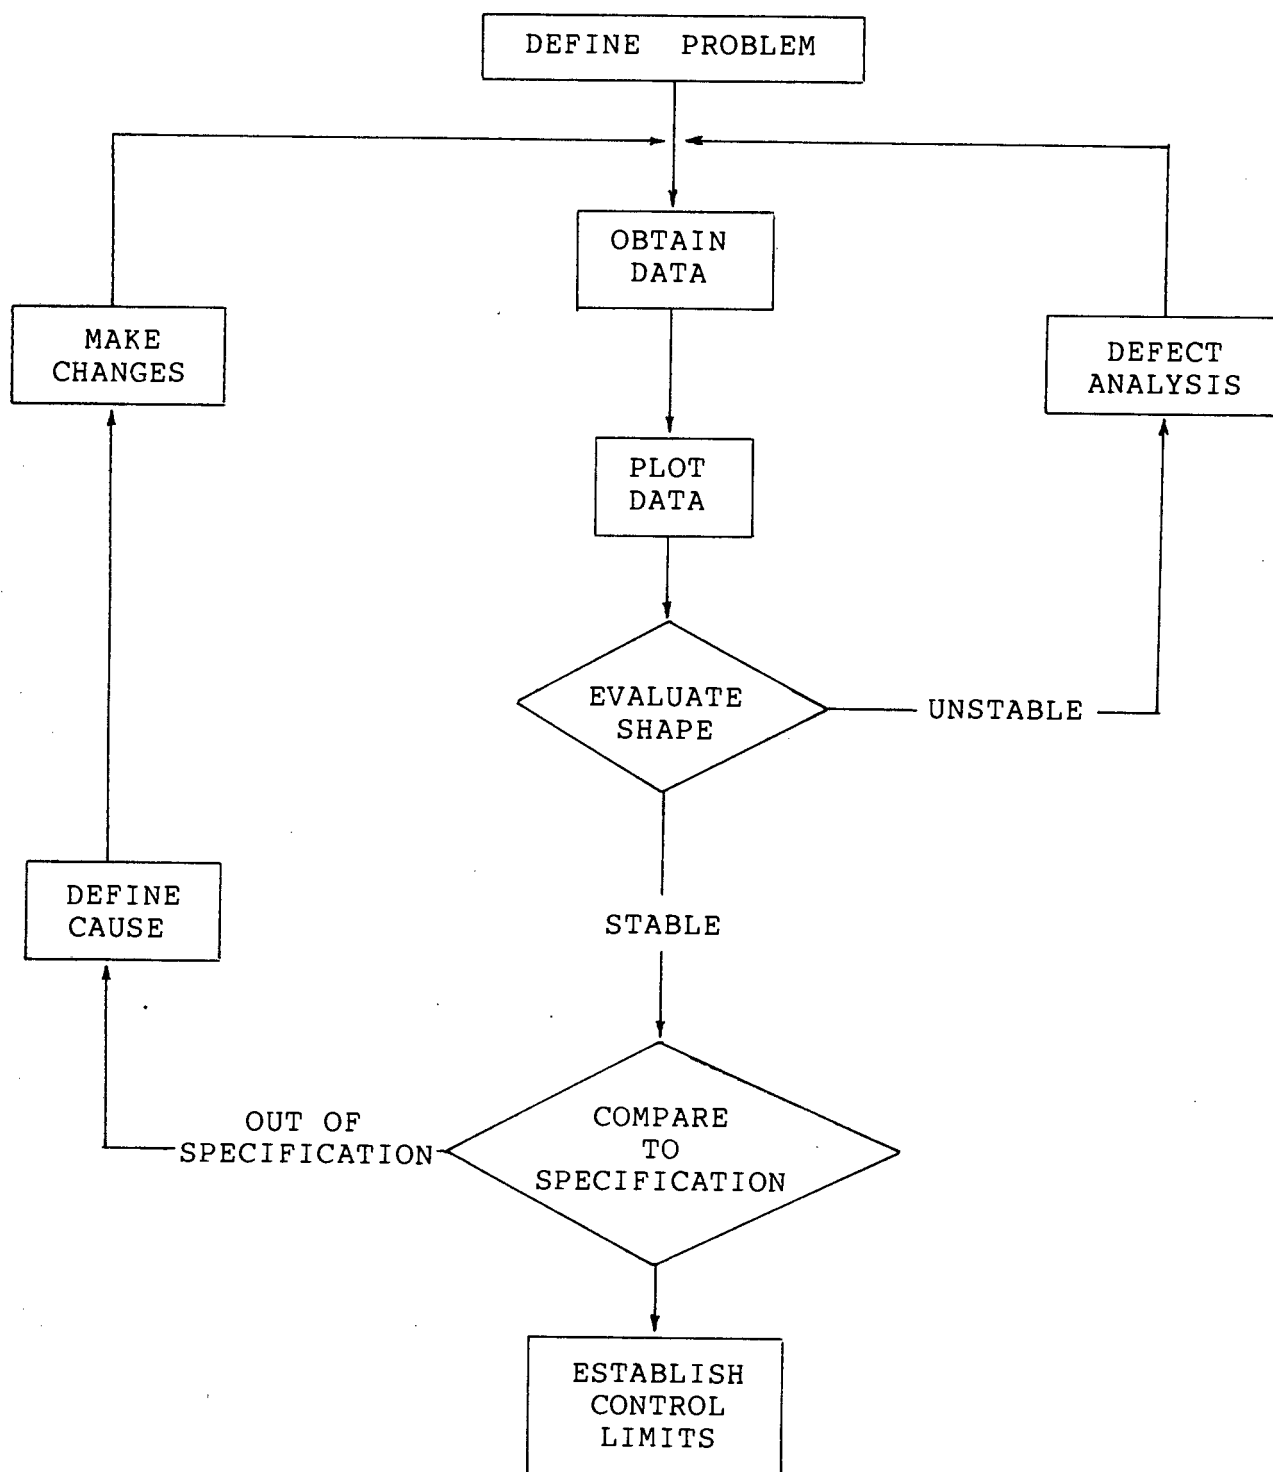 DEFINE PROBLEM
OBTAIN
DATA
MAKE
CHANGES
DEFECT
ANALYSIS
PLOT
DATA
EVALUATE
SHAPE
UNSTABLE
DEFINE
CAUSE
STABLE
OUT OF
SPECIFICATION
COMPARE
TO
SPECIFICATION
ESTABLISH
CONTROL
LIMITS